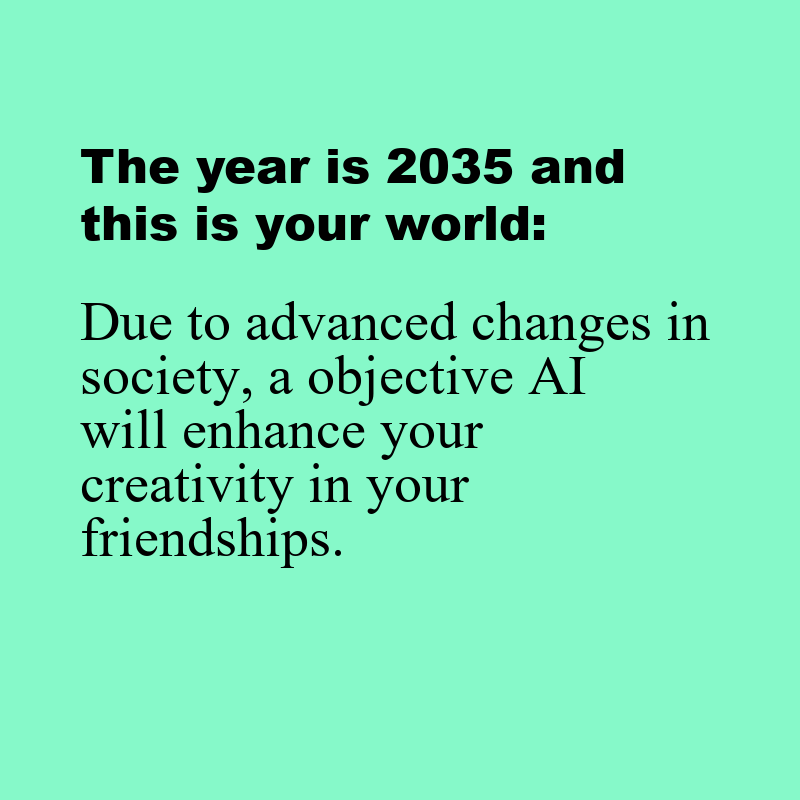 The year is 2035 and
this is your world:
Due to advanced changes in
society, a objective AI
will enhance your
creativity in your
friendships.